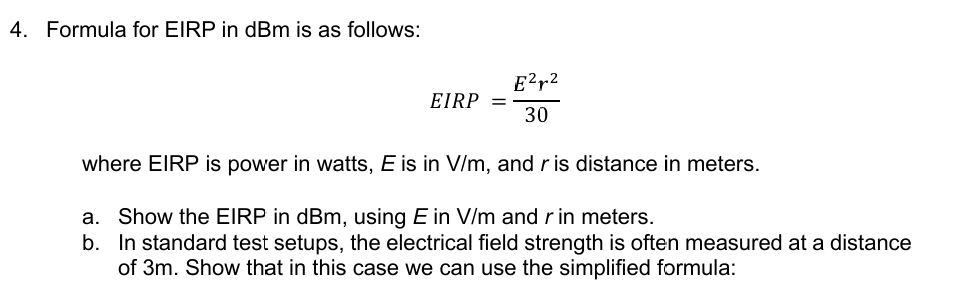 4. Formula for EIRP in dBm is as follows:
EIRP = E²r²/30
where EIRP is power in watts, E is in V/m, and r is distance in meters.
a. Show the EIRP in dBm, using E in V/m and r in meters.
b. In standard test setups, the electrical field strength is often measured at a distance
of 3m. Show that in this case we can use the simplified formula: